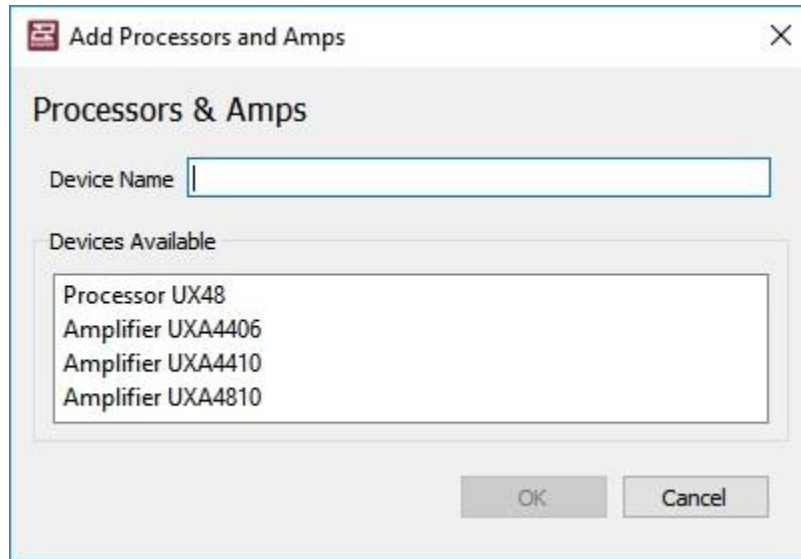 Add Processors and Amps
Processors & Amps
Device Name
Devices Available
Processor UX48
Amplifier UXA4406
Amplifier UXA4410
Amplifier UXA4810
OK Cancel